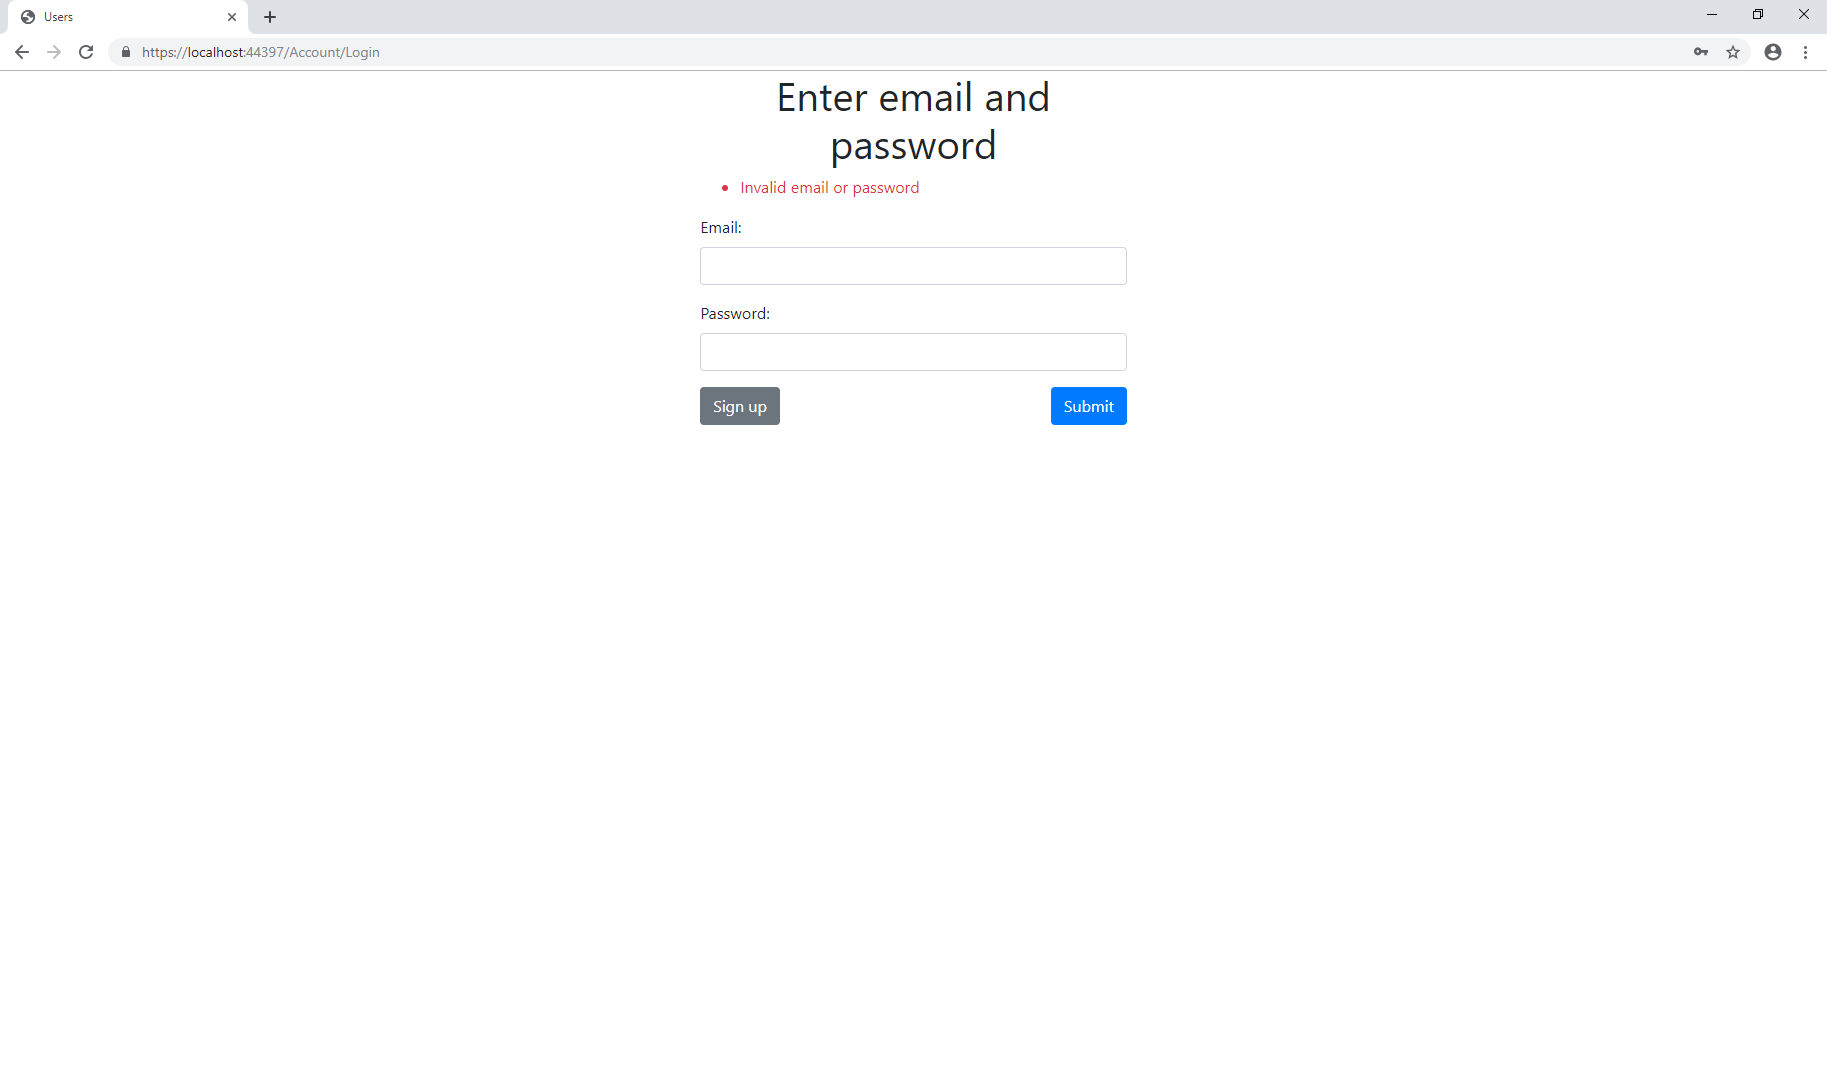 Users
https://localhost:44397/Account/Login
Enter email and
password
Invalid email or password
Email:
Password:
Sign up
Submit